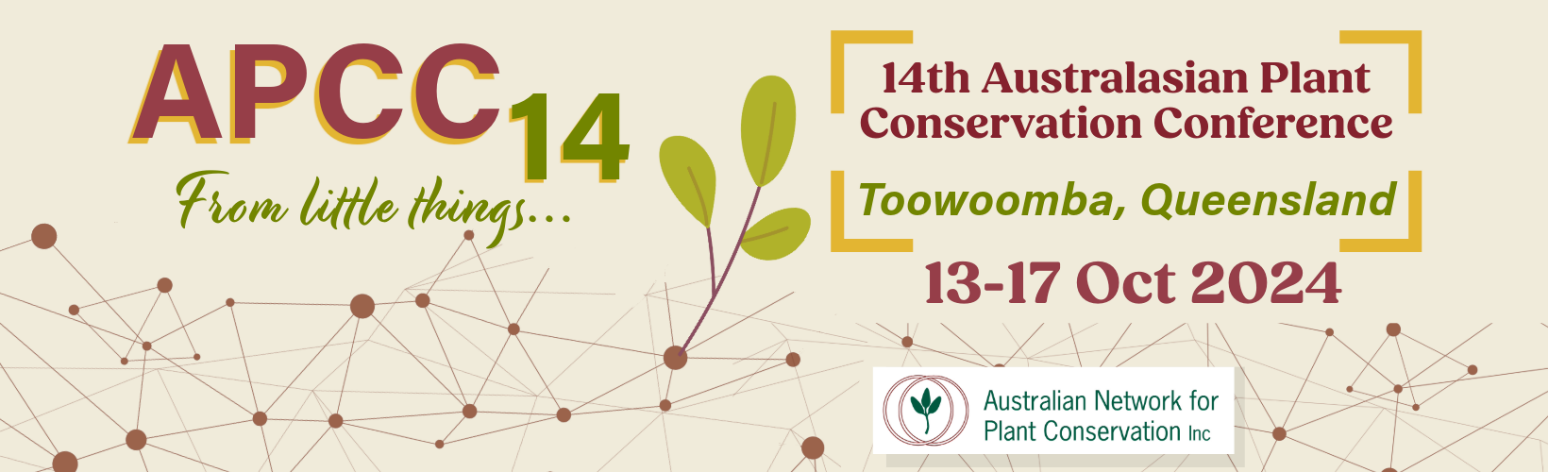 APCC14
From little things...
14th Australasian Plant
Conservation Conference
Toowoomba, Queensland
13-17 Oct 2024
Australian Network for
Plant Conservation Inc